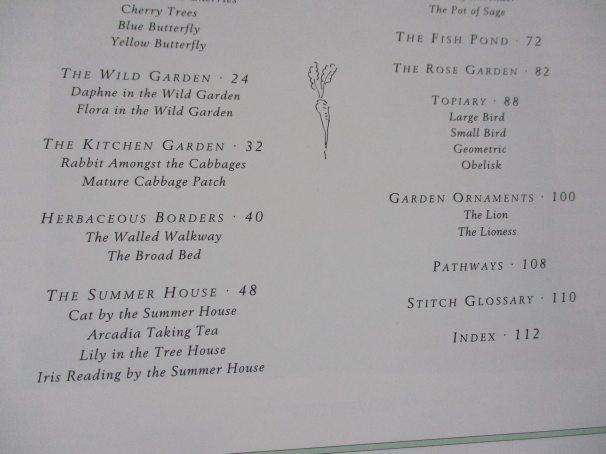 Cherry Trees
Blue Butterfly
Yellow Butterfly
THE WILD GARDEN · 24
Daphne in the Wild Garden
Flora in the Wild Garden
THE KITCHEN GARDEN · 32
Rabbit Amongst the Cabbages
Mature Cabbage Patch
HERBACEOUS BORDERS · 40
The Walled Walkway
The Broad Bed
THE SUMMER HOUSE · 48
Cat by the Summer House
Arcadia Taking Tea
Lily in the Tree House
Iris Reading by the Summer House
The Pot of Sage
THE FISH POND · 72
THE ROSE GARDEN · 82
TOPIARY · 88
Large Bird
Small Bird
Geometric
Obelisk
GARDEN ORNAMENTS · 100
The Lion
The Lioness
PATHWAYS · 108
STITCH GLOSSARY · 110
INDEX · 112